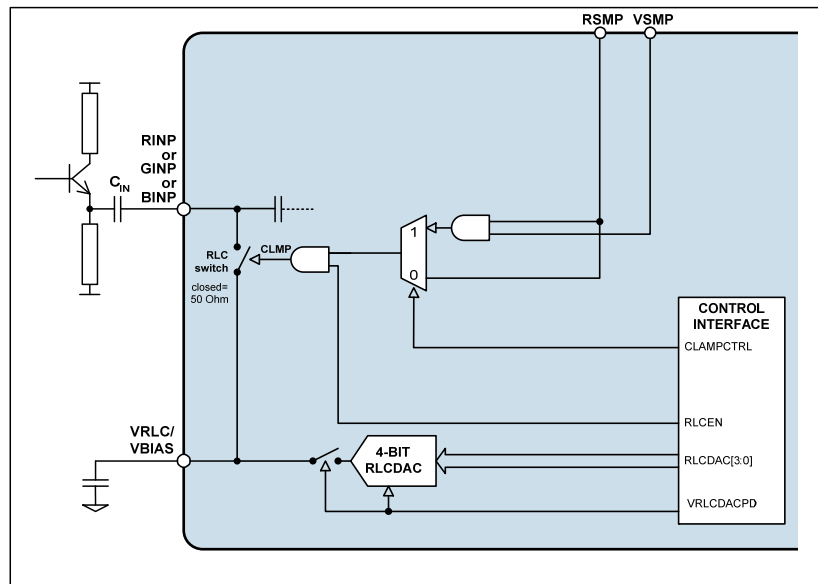 RSMP VSMP
RINP
or
GINP
or
BINP
CIN
1
0
CLMP
RLC
switch
closed=
50 Ohm
CONTROL
INTERFACE
CLAMPCTRL
RLCEN
VRLC/
VBIAS
4-BIT
RLCDAC
RLCDAC[3:0]
VRLCDACPD